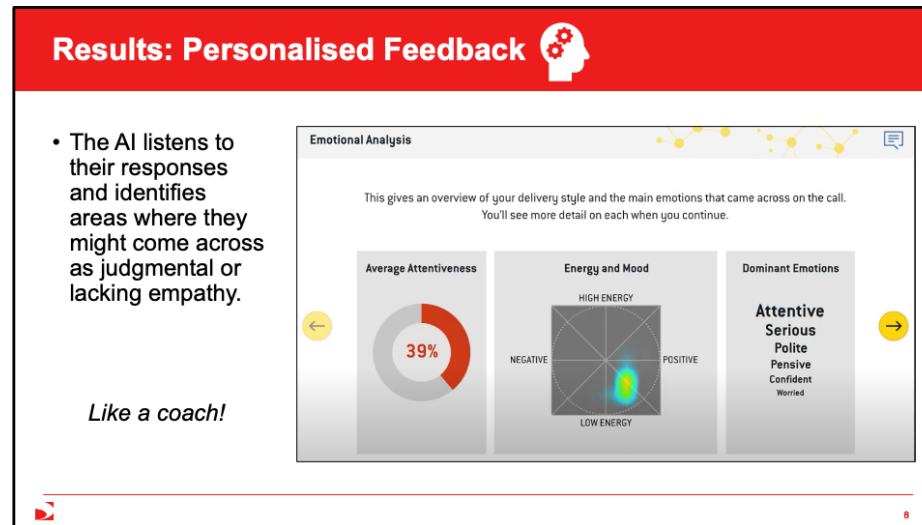 Results: Personalised Feedback
• The AI listens to
their responses
and identifies
areas where they
might come across
as judgmental or
lacking empathy.
Like a coach!
Emotional Analysis
This gives an overview of your delivery style and the main emotions that came across on the call.
You'll see more detail on each when you continue.
Average Attentiveness
39%
Energy and Mood
HIGH ENERGY
NEGATIVE
POSITIVE
LOW ENERGY
Dominant Emotions
Attentive
Serious
Polite
Pensive
Confident
Worried
8